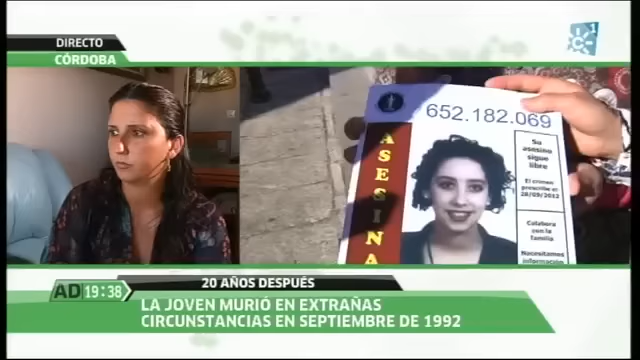 DIRECTO
CÓRDOBA
1
652.182.069
ASESINA
Su
asesino
sigue
libre
El crimen
prescribe el
28/09/2012
Colabora
con la
familia
Necesitamos
información
AD 19:38
20 AÑOS DESPUÉS
LA JOVEN MURIÓ EN EXTRAÑAS
CIRCUNSTANCIAS EN SEPTIEMBRE DE 1992